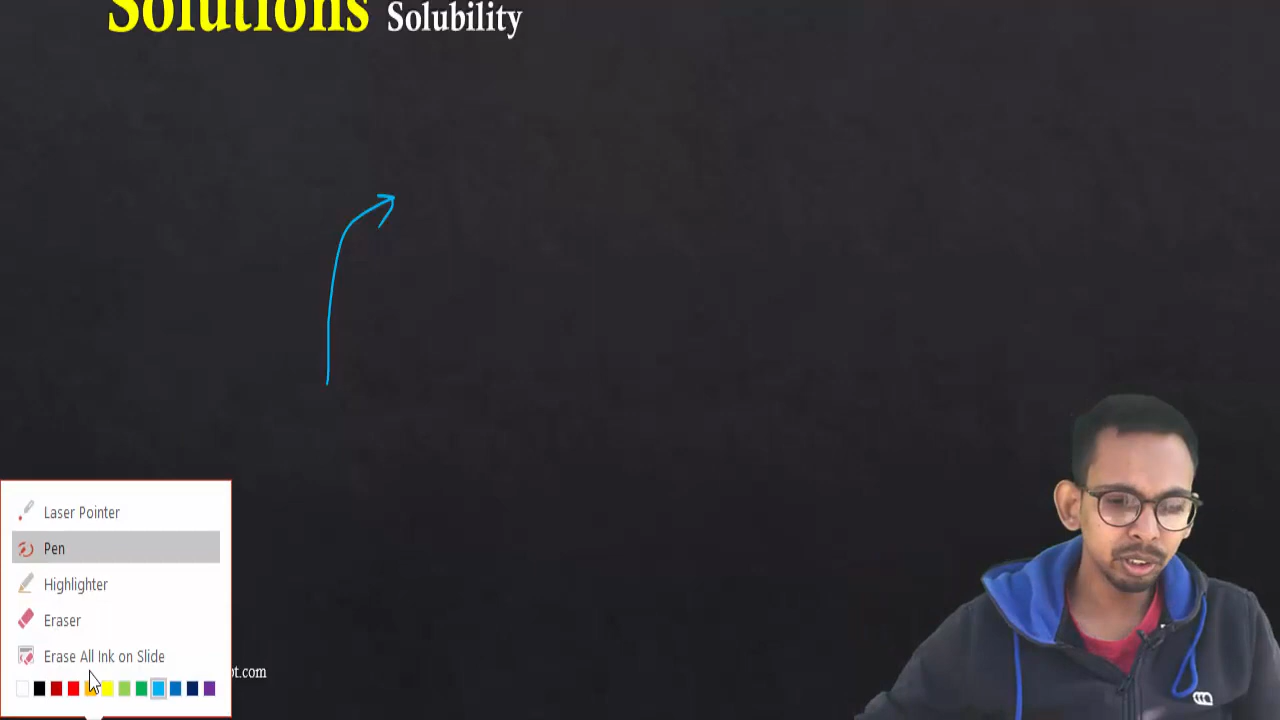 Solutions Solubility
Laser Pointer
Pen
Highlighter
Eraser
Erase All Ink on Slide